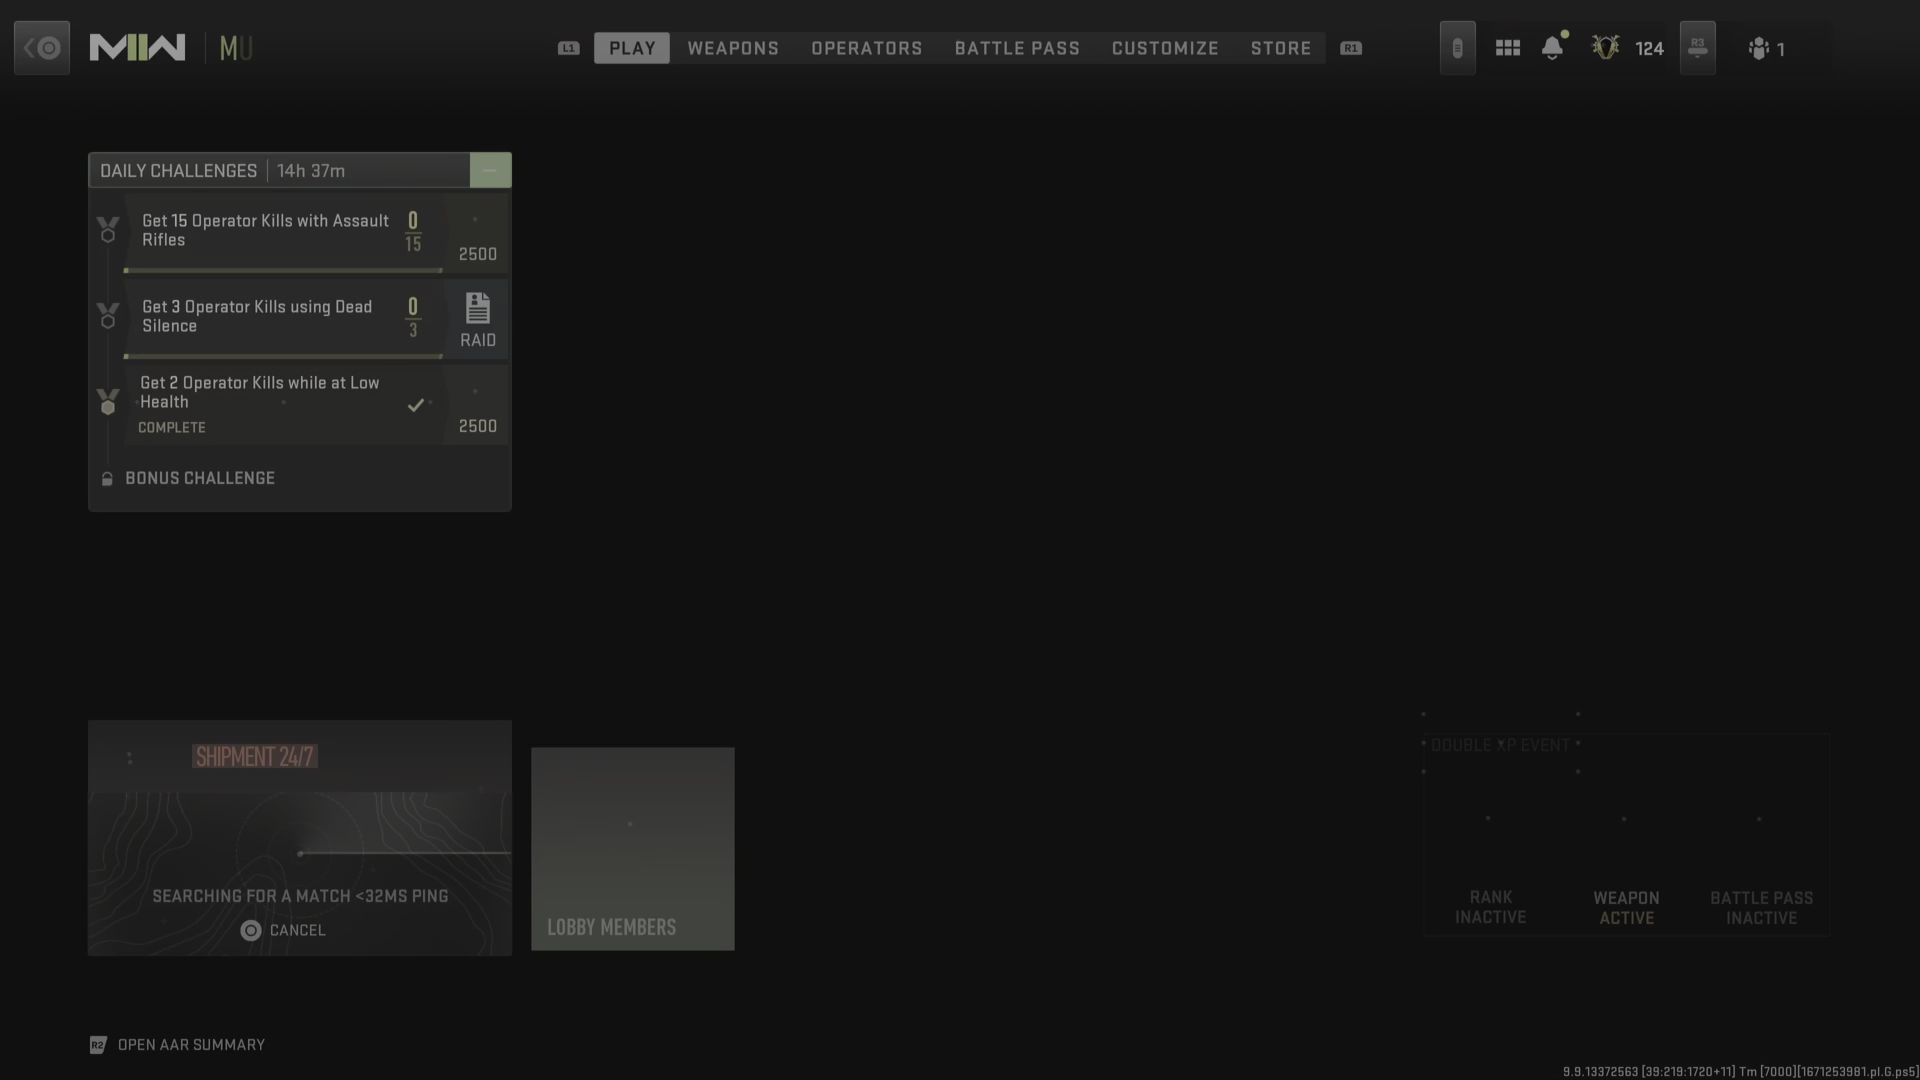 MW MU
L1 PLAY WEAPONS OPERATORS BATTLE PASS CUSTOMIZE STORE R1
124 R3 1
DAILY CHALLENGES 14h 37m
Get 15 Operator Kills with Assault
Rifles
0
15
2500
Get 3 Operator Kills using Dead
Silence
0
3
RAID
Get 2 Operator Kills while at Low
Health
COMPLETE
2500
BONUS CHALLENGE
SHIPMENT 24/7
SEARCHING FOR A MATCH <32MS PING
CANCEL
LOBBY MEMBERS
DOUBLE XP EVENT
RANK
INACTIVE
WEAPON
ACTIVE
BATTLE PASS
INACTIVE
R2 OPEN AAR SUMMARY
9.9.13372563 [39:219:1720+11] Tm [7000][1671253981.pl.G.ps5]